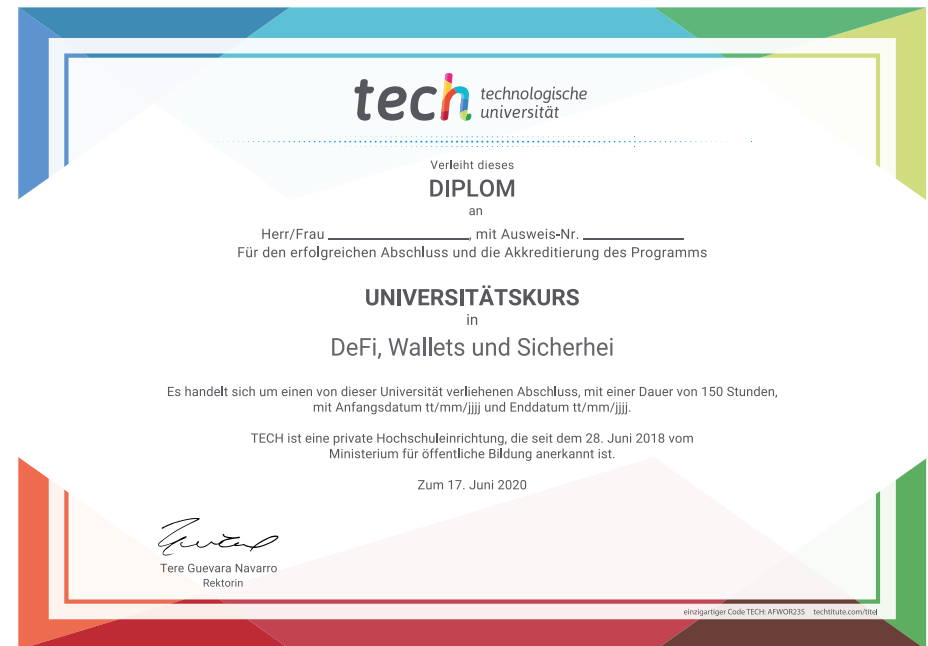 tech technologische
universität
Verleiht dieses
DIPLOM
an
Herr/Frau ____________, mit Ausweis-Nr. ____________
Für den erfolgreichen Abschluss und die Akkreditierung des Programms
UNIVERSITÄTSKURS
in
DeFi, Wallets und Sicherhei
Es handelt sich um einen von dieser Universität verliehenen Abschluss, mit einer Dauer von 150 Stunden,
mit Anfangsdatum tt/mm/jjjj und Enddatum tt/mm/jjjj.
TECH ist eine private Hochschuleinrichtung, die seit dem 28. Juni 2018 vom
Ministerium für öffentliche Bildung anerkannt ist.
Zum 17. Juni 2020
Tere Guevara Navarro
Rektorin
einzigartiger Code TECH: AFWOR23S techtitute.com/titel